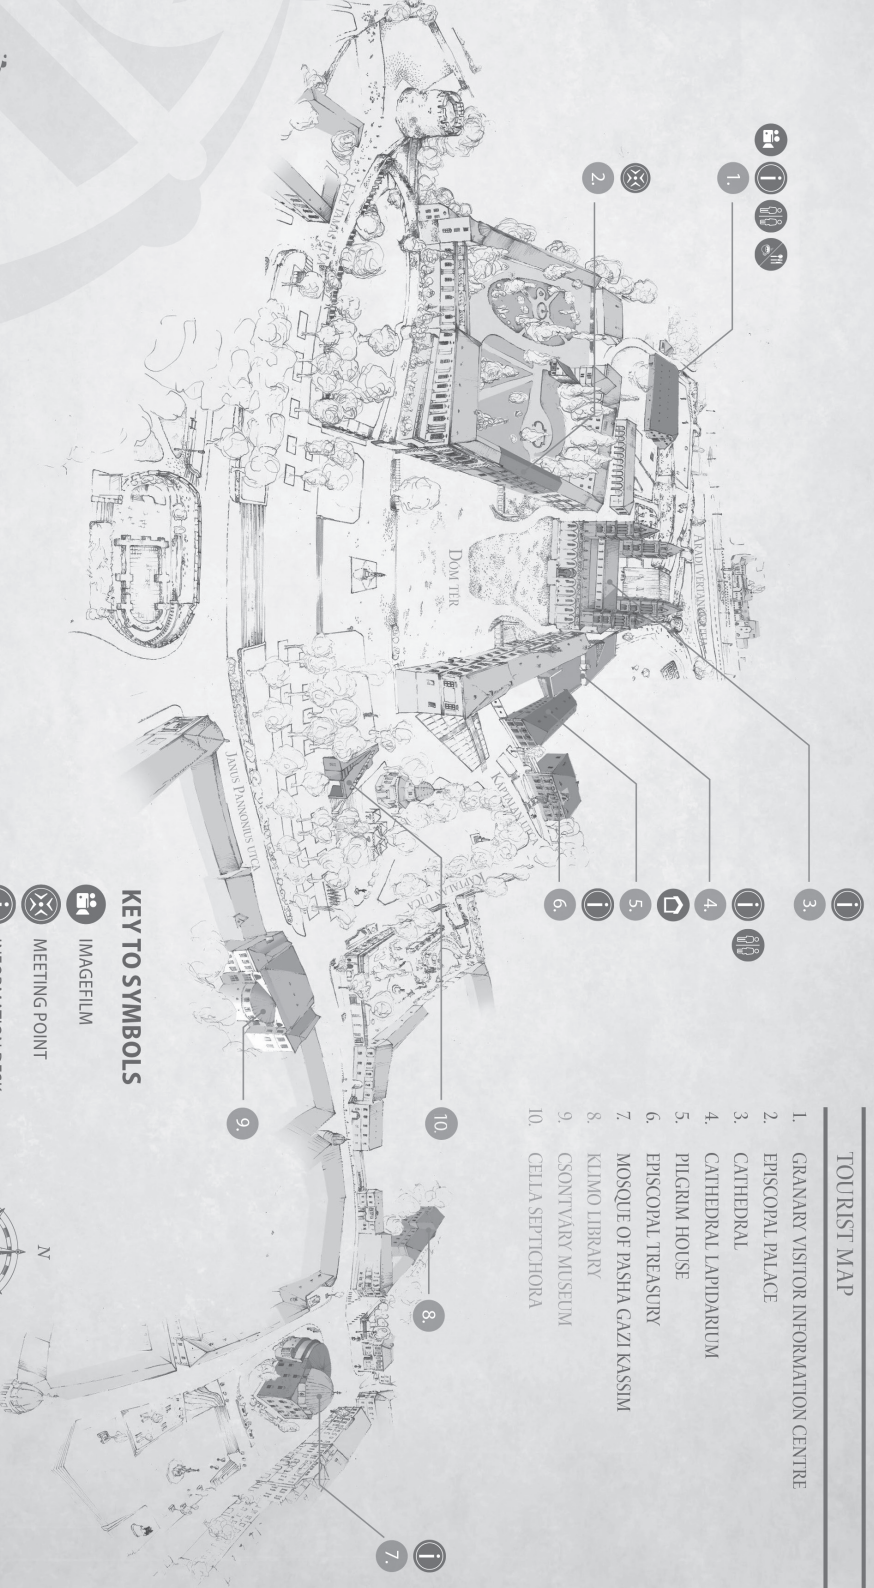 TOURIST MAP
1. GRANARY VISITOR INFORMATION CENTRE
2. EPISCOPAL PALACE
3. CATHEDRAL
4. CATHEDRAL LAPIDARIUM
5. PILGRIM HOUSE
6. EPISCOPAL TREASURY
7. MOSQUE OF PASHA GAZI KASSIM
8. KLIMO LIBRARY
9. CSONTVÁRY MUSEUM
10. CELLA SEPTICHORA
1.
2.
3.
4.
5.
6.
10.
9.
8.
7.
DÓM TÉR
KÁPTALAN UTCA
JANUS PANNONIUS UTCA
KEY TO SYMBOLS
IMAGEFILM
MEETING POINT
N